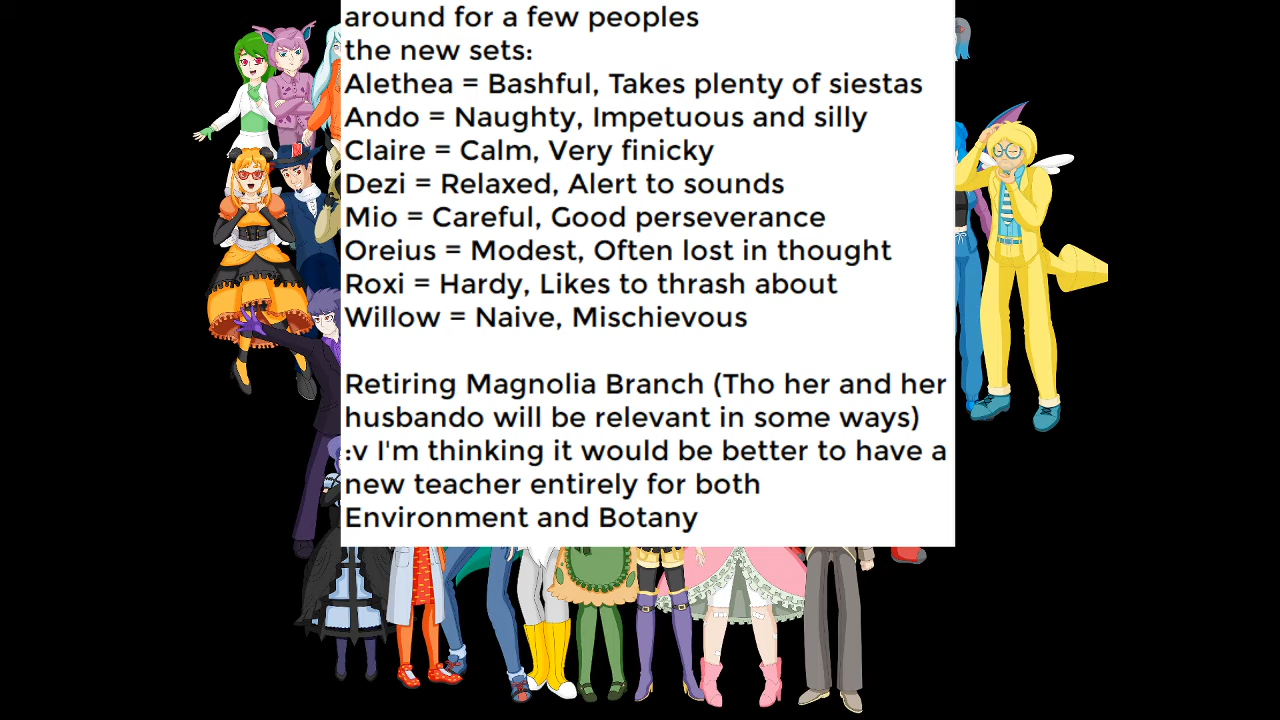 around for a few peoples
the new sets:
Alethea = Bashful, Takes plenty of siestas
Ando = Naughty, Impetuous and silly
Claire = Calm, Very finicky
Dezi = Relaxed, Alert to sounds
Mio = Careful, Good perseverance
Oreius = Modest, Often lost in thought
Roxi = Hardy, Likes to thrash about
Willow = Naive, Mischievous
Retiring Magnolia Branch (Tho her and her
husbando will be relevant in some ways)
:v I'm thinking it would be better to have a
new teacher entirely for both
Environment and Botany